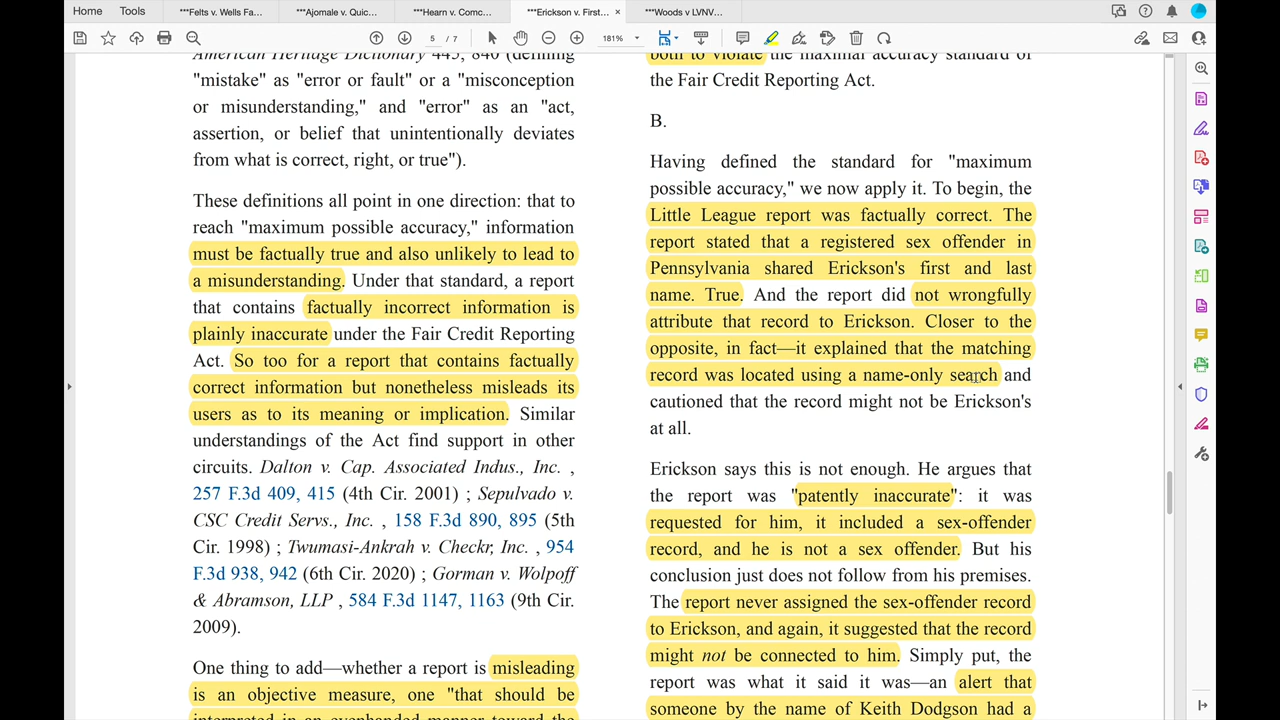 Home
Tools
***Felts v. Wells Fa...
***Ajomale v. Quic...
***Hearn v. Comc...
***Erickson v. First...
***Woods v LVNV...
5 / 7
181%
American Heritage Dictionary 445, 840 (defining
"mistake" as "error or fault" or a "misconception
or misunderstanding," and "error" as an "act,
assertion, or belief that unintentionally deviates
from what is correct, right, or true").
These definitions all point in one direction: that to
reach "maximum possible accuracy," information
must be factually true and also unlikely to lead to
a misunderstanding. Under that standard, a report
that contains factually incorrect information is
plainly inaccurate under the Fair Credit Reporting
Act. So too for a report that contains factually
correct information but nonetheless misleads its
users as to its meaning or implication. Similar
understandings of the Act find support in other
circuits. Dalton v. Cap. Associated Indus., Inc. ,
257 F.3d 409, 415 (4th Cir. 2001) ; Sepulvado v.
CSC Credit Servs., Inc. , 158 F.3d 890, 895 (5th
Cir. 1998) ; Twumasi-Ankrah v. Checkr, Inc. , 954
F.3d 938, 942 (6th Cir. 2020) ; Gorman v. Wolpoff
& Abramson, LLP , 584 F.3d 1147, 1163 (9th Cir.
2009).
One thing to add—whether a report is misleading
is an objective measure, one "that should be
interpreted in an evenhanded manner toward the
both to violate the maximal accuracy standard of
the Fair Credit Reporting Act.
B.
Having defined the standard for "maximum
possible accuracy," we now apply it. To begin, the
Little League report was factually correct. The
report stated that a registered sex offender in
Pennsylvania shared Erickson's first and last
name. True. And the report did not wrongfully
attribute that record to Erickson. Closer to the
opposite, in fact—it explained that the matching
record was located using a name-only search and
cautioned that the record might not be Erickson's
at all.
Erickson says this is not enough. He argues that
the report was "patently inaccurate": it was
requested for him, it included a sex-offender
record, and he is not a sex offender. But his
conclusion just does not follow from his premises.
The report never assigned the sex-offender record
to Erickson, and again, it suggested that the record
might not be connected to him. Simply put, the
report was what it said it was—an alert that
someone by the name of Keith Dodgson had a